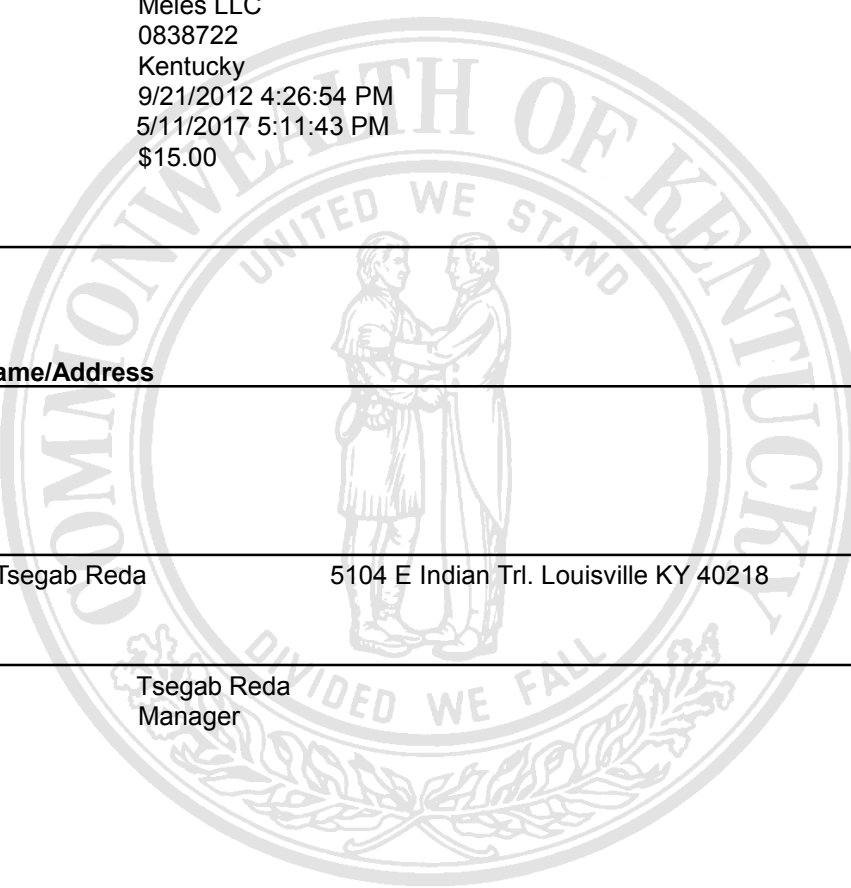 Meles LLC
0838722
Kentucky
9/21/2012 4:26:54 PM
5/11/2017 5:11:43 PM
$15.00
COMMONWEALTH OF KENTUCKY
UNITED WE STAND
ame/Address
Tsegab Reda 5104 E Indian Trl. Louisville KY 40218
DIVIDED WE FALL
Tsegab Reda
Manager